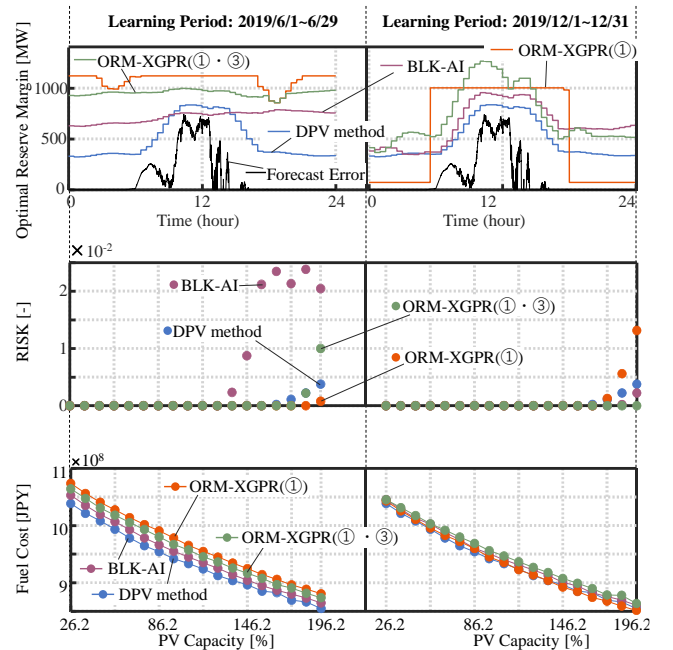 Learning Period: 2019/6/1~6/29
Learning Period: 2019/12/1~12/31
Optimal Reserve Margin [MW]
1000
500
0
ORM-XGPR(①・③)
BLK-AI
DPV method
Forecast Error
ORM-XGPR(①)
0
12
24
0
12
24
Time (hour)
Time (hour)
×10⁻²
RISK [-]
2
1
0
BLK-AI
DPV method
ORM-XGPR(①・③)
ORM-XGPR(①)
×10⁸
Fuel Cost [JPY]
11
10
9
ORM-XGPR(①)
ORM-XGPR(①・③)
BLK-AI
DPV method
26.2
86.2
146.2
196.2
26.2
86.2
146.2
196.2
PV Capacity [%]
PV Capacity [%]